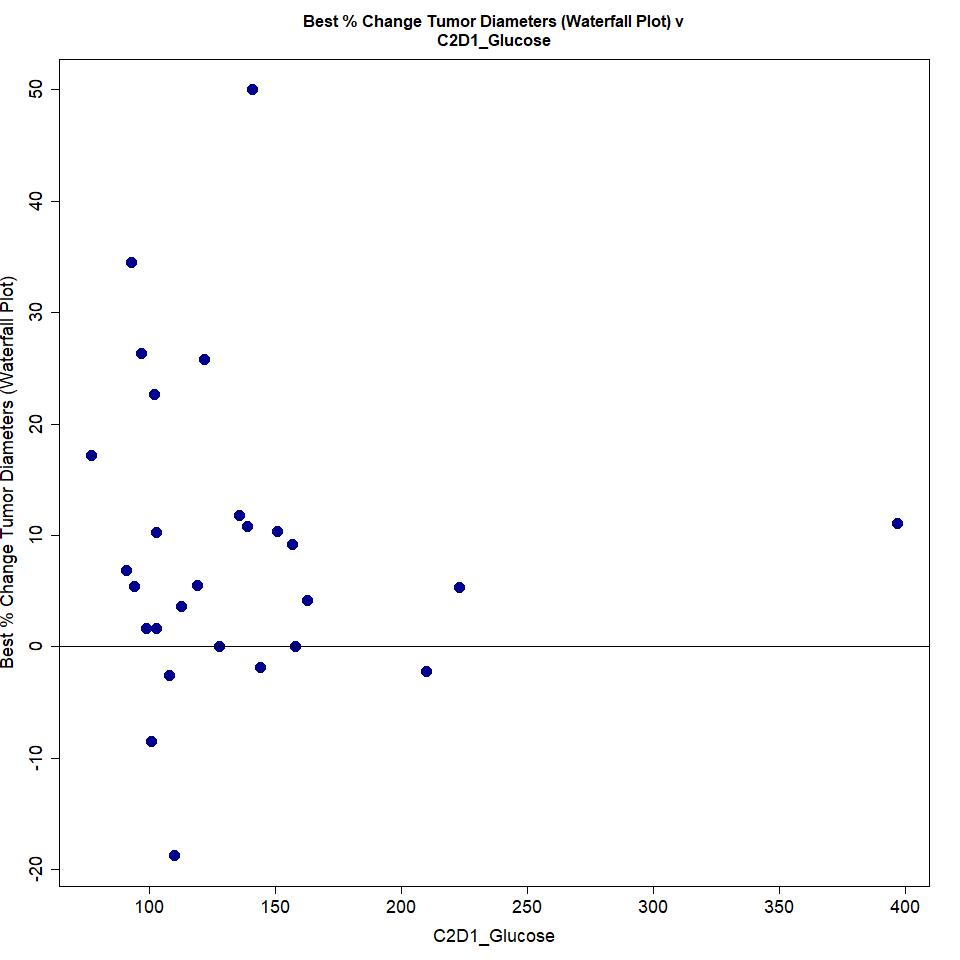 Best % Change Tumor Diameters (Waterfall Plot) v
C2D1_Glucose
Best % Change Tumor Diameters (Waterfall Plot)
50
40
30
20
10
0
-10
-20
100 150 200 250 300 350 400
C2D1_Glucose